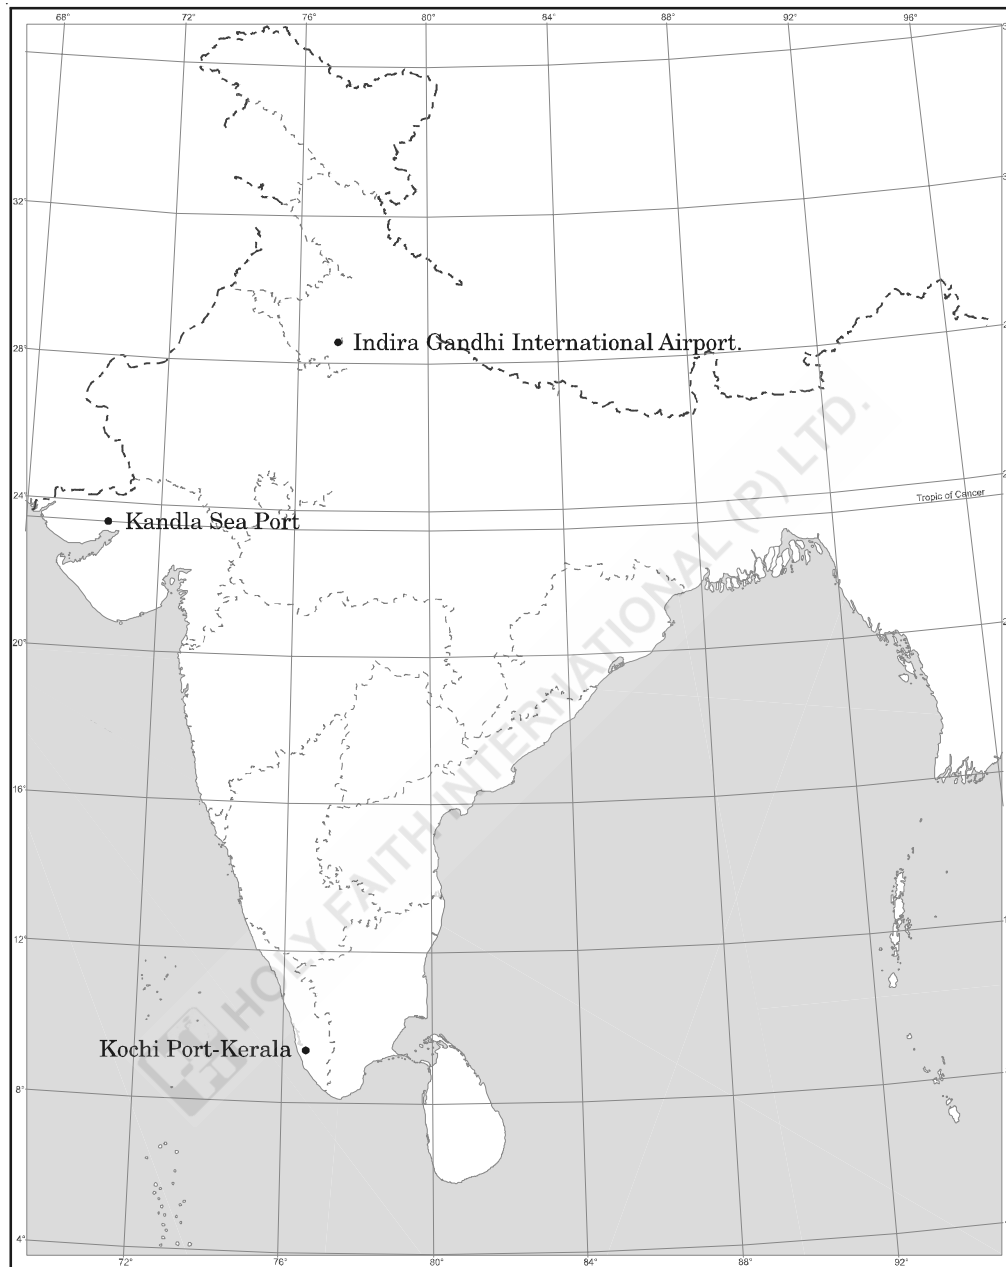 68° 72° 76° 80° 84° 88° 92° 96°
32°
Indira Gandhi International Airport.
28°
24°
Tropic of Cancer
Kandla Sea Port
20°
16°
12°
Kochi Port-Kerala
8°
4°
72° 76° 80° 84° 88° 92°
HOLY FAITH INTERNATIONAL (P) LTD.